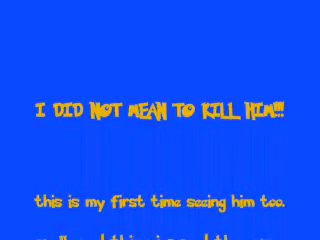 I DID NOT MEAN TO KILL HIM!!!
this is my first time seeing him too.